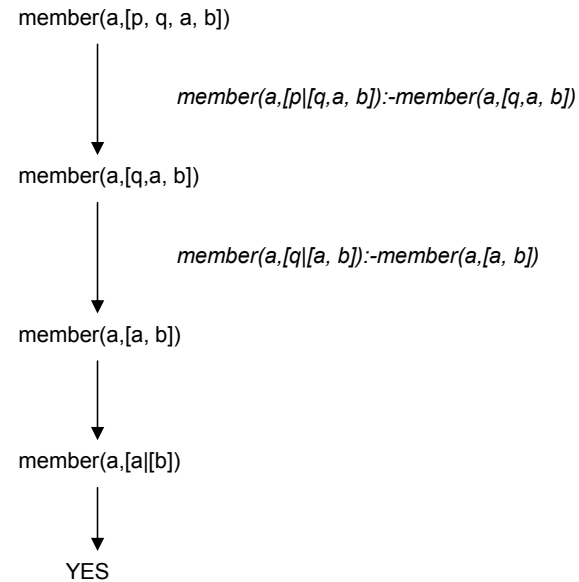 member(a,[p, q, a, b])
member(a,[p|[q,a, b]):-member(a,[q,a, b])
member(a,[q,a, b])
member(a,[q|[a, b]):-member(a,[a, b])
member(a,[a, b])
member(a,[a|[b])
YES